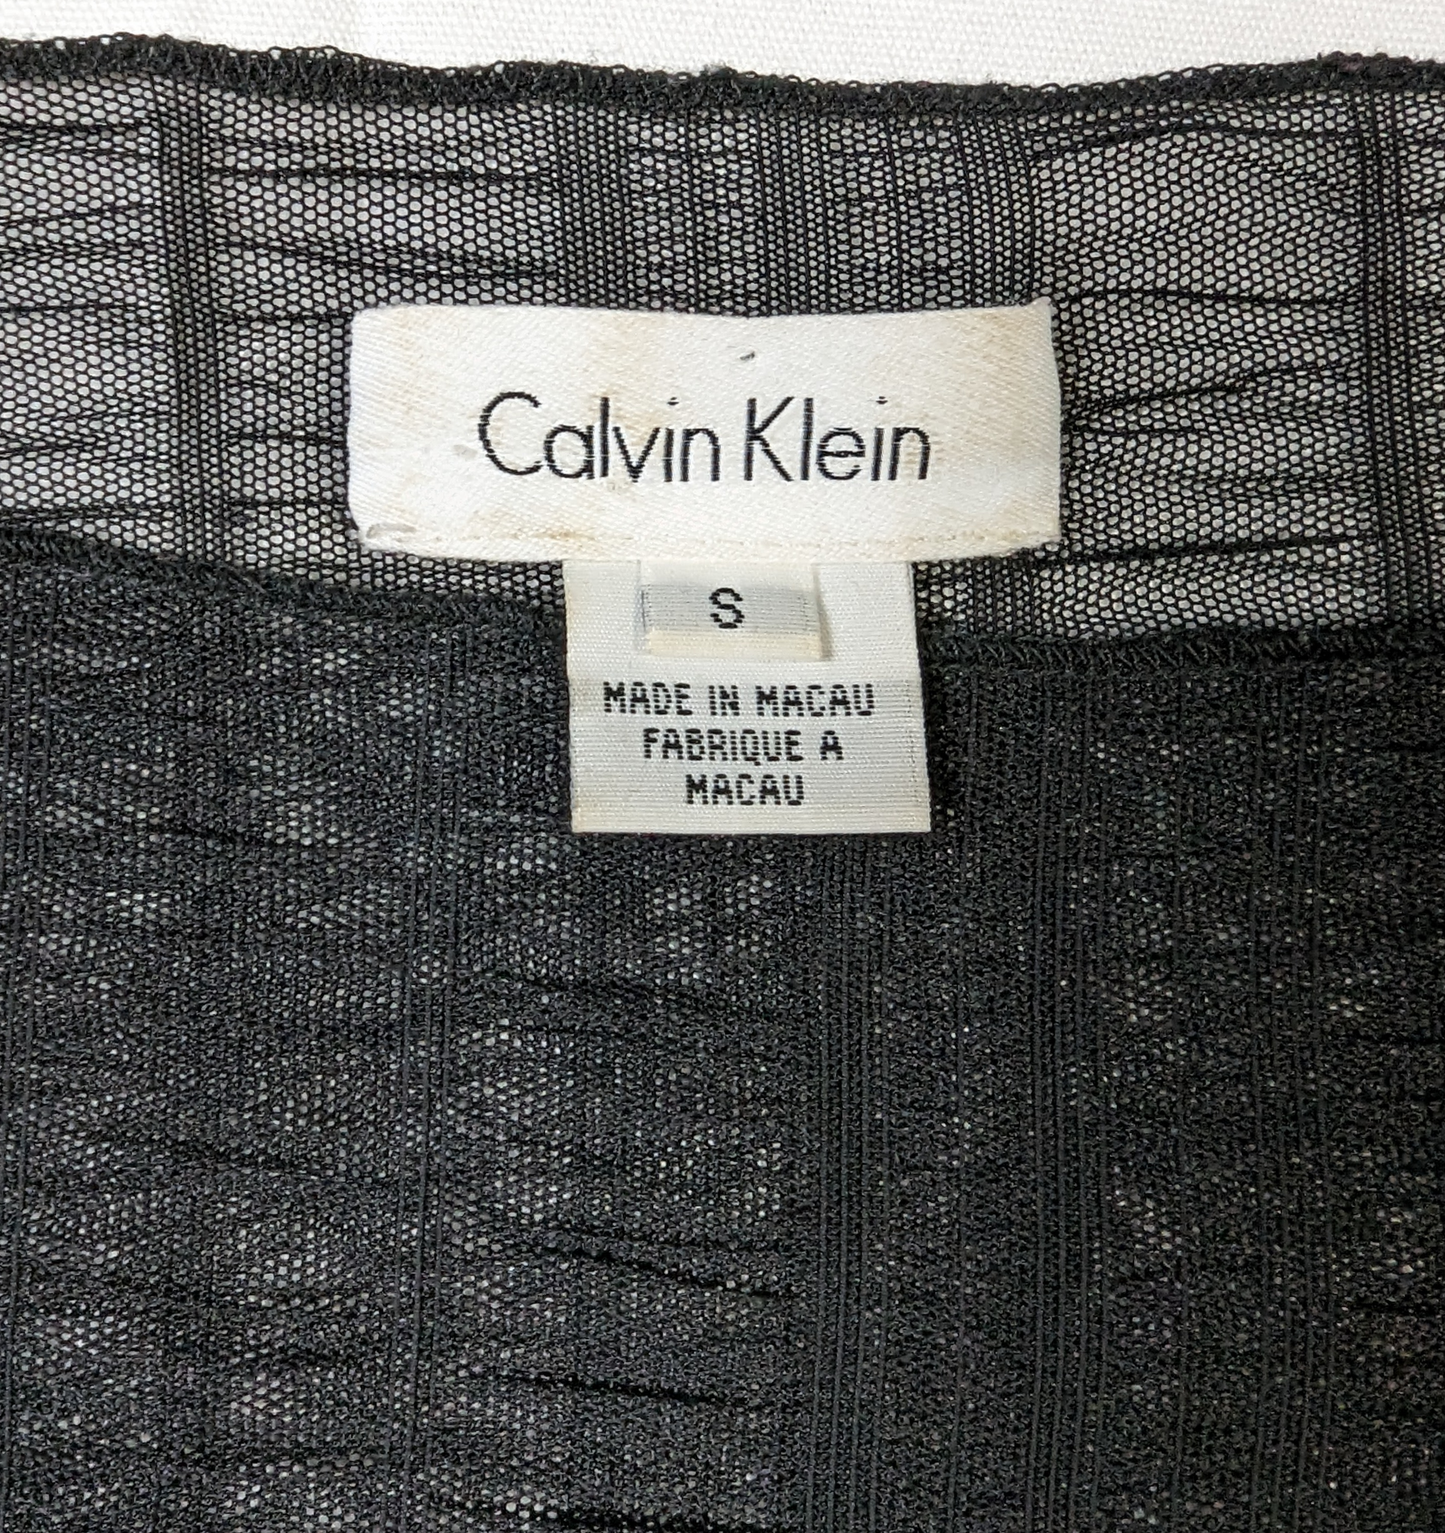 Calvin Klein
S
MADE IN MACAU
FABRIQUE A
MACAU